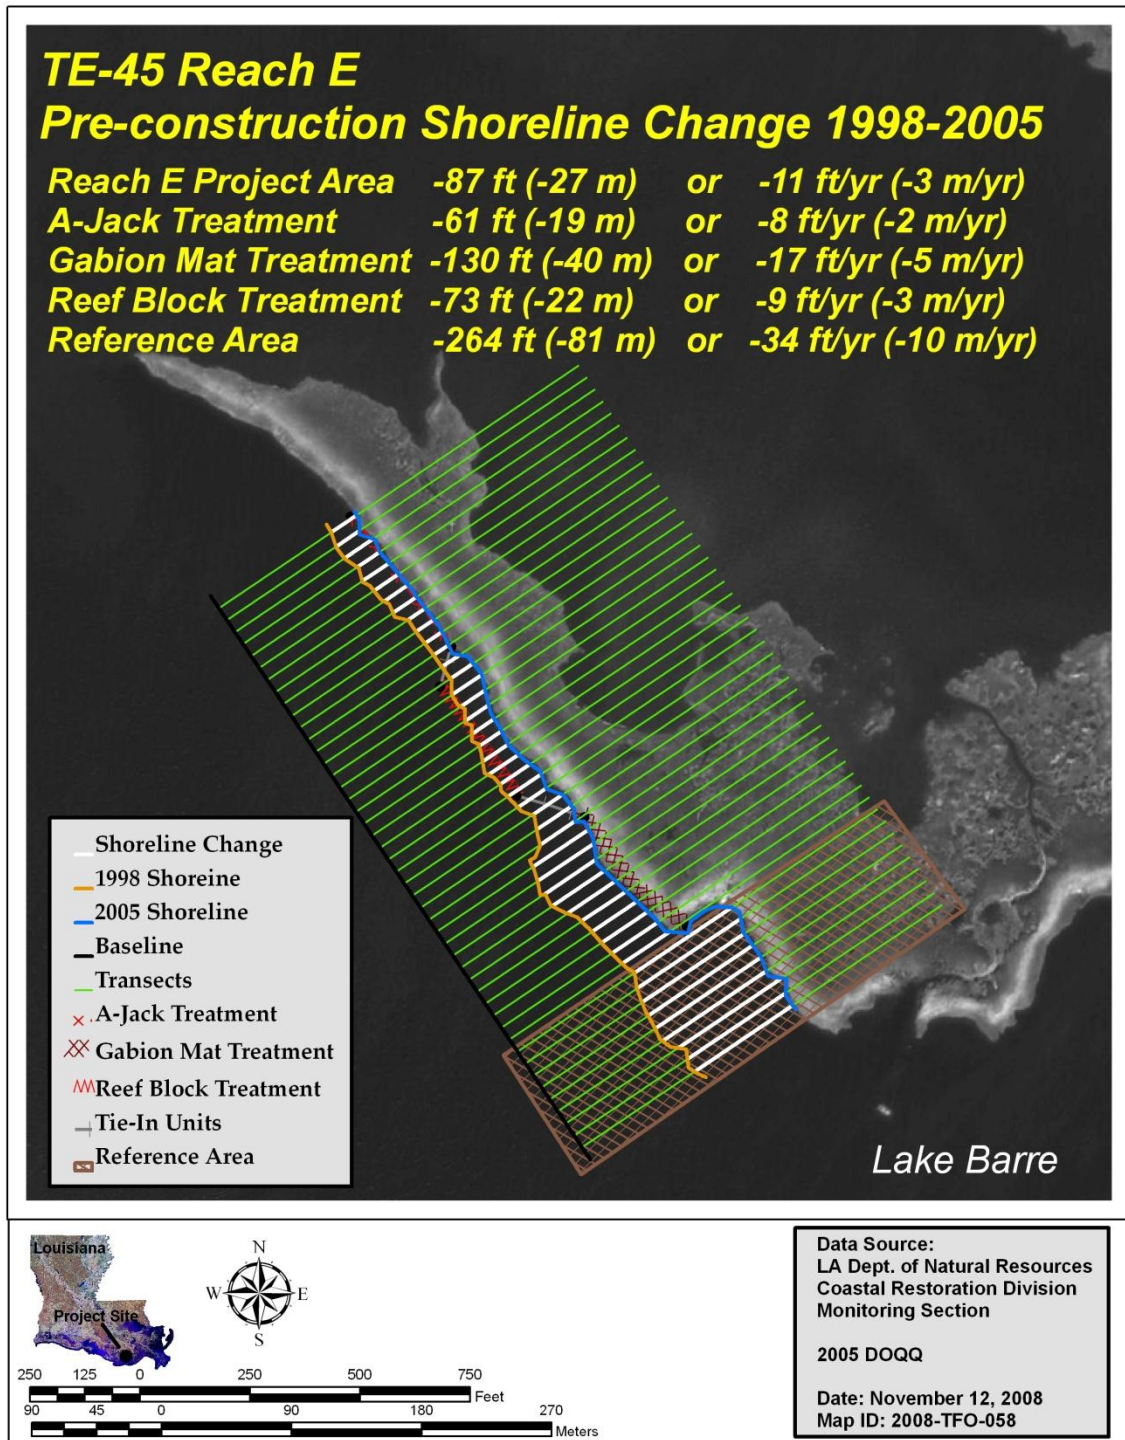 TE-45 Reach E
Pre-construction Shoreline Change 1998-2005
Reach E Project Area -87 ft (-27 m) or -11 ft/yr (-3 m/yr)
A-Jack Treatment -61 ft (-19 m) or -8 ft/yr (-2 m/yr)
Gabion Mat Treatment -130 ft (-40 m) or -17 ft/yr (-5 m/yr)
Reef Block Treatment -73 ft (-22 m) or -9 ft/yr (-3 m/yr)
Reference Area -264 ft (-81 m) or -34 ft/yr (-10 m/yr)
Shoreline Change
1998 Shoreine
2005 Shoreline
Baseline
Transects
A-Jack Treatment
Gabion Mat Treatment
Reef Block Treatment
Tie-In Units
Reference Area
Lake Barre
Louisiana
Project Site
N
W E
S
250 125 0 250 500 750
Feet
90 45 0 90 180 270
Meters
Data Source:
LA Dept. of Natural Resources
Coastal Restoration Division
Monitoring Section
2005 DOQQ
Date: November 12, 2008
Map ID: 2008-TFO-058